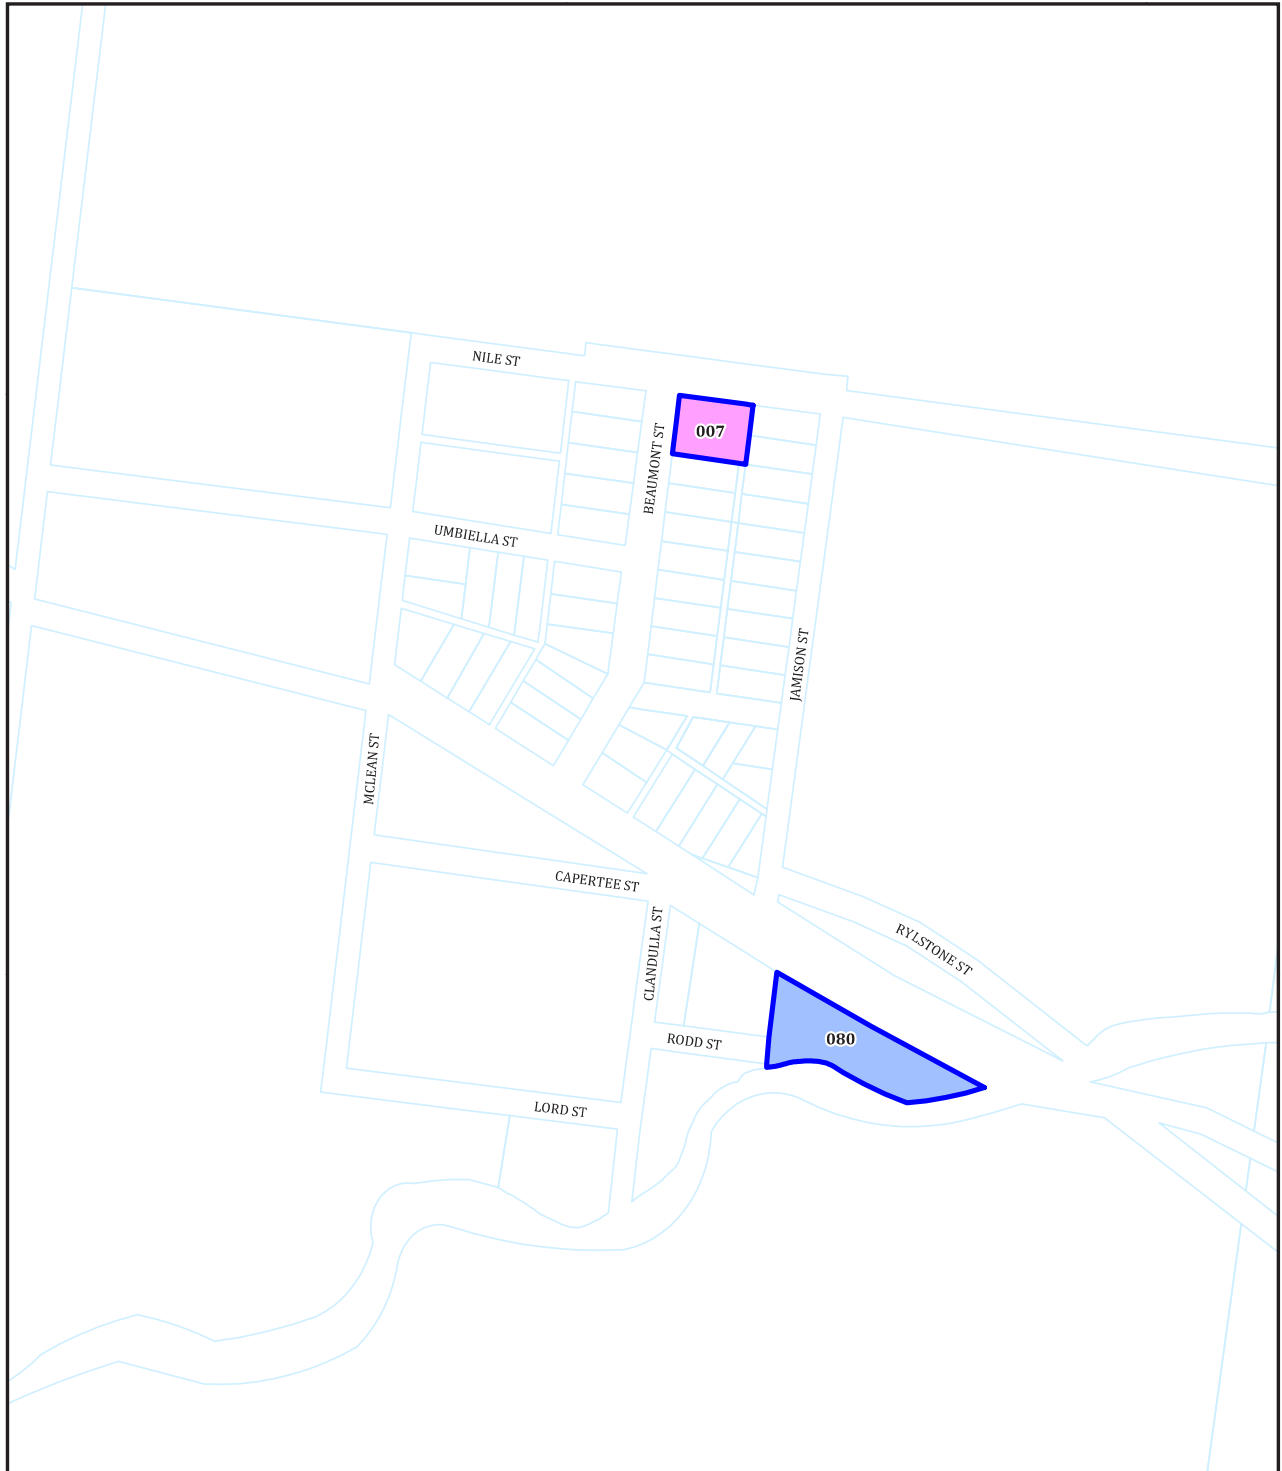 NILE ST
007
BEAUMONT ST
UMBIELLA ST
JAMISON ST
MCLEAN ST
CAPERTEE ST
CLANDULLA ST
RYLSTONE ST
RODD ST
080
LORD ST